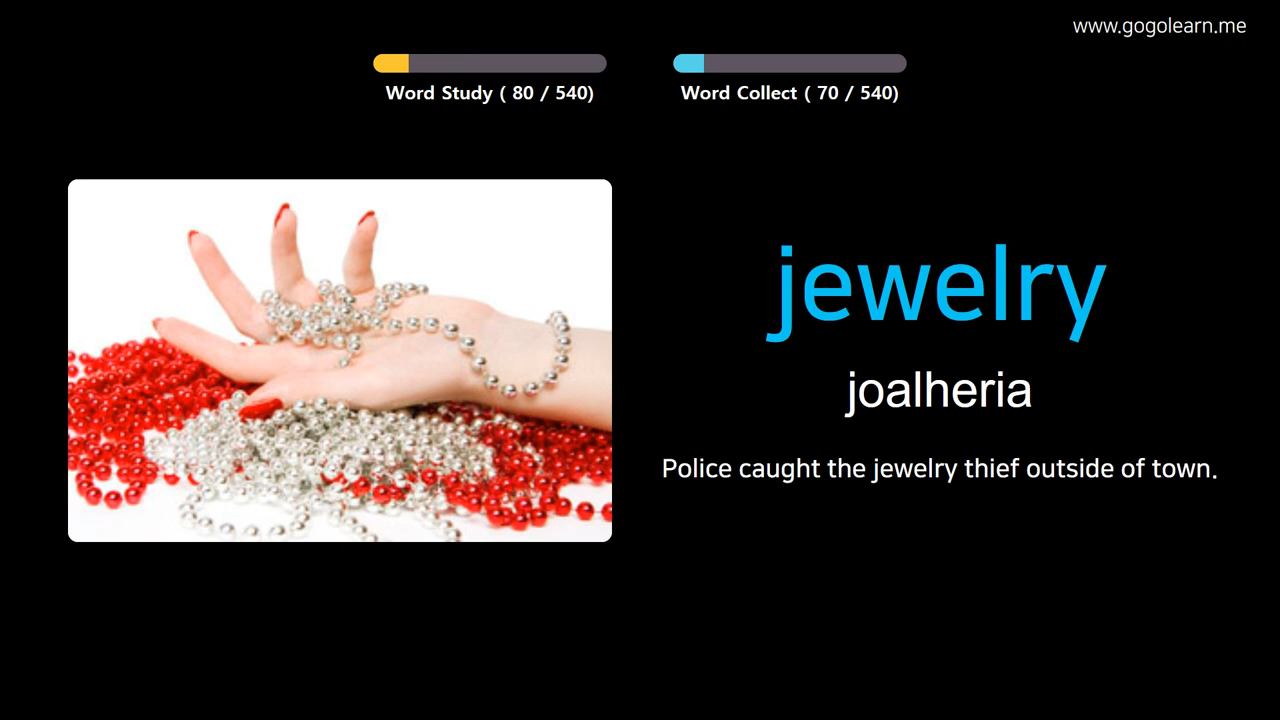 www.gogolearn.me
Word Study ( 80 / 540)
Word Collect ( 70 / 540)
jewelry
joalheria
Police caught the jewelry thief outside of town.